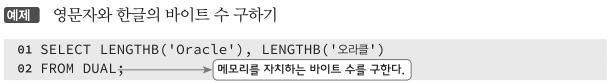 예제 영문자와 한글의 바이트 수 구하기
01 SELECT LENGTHB('Oracle'), LENGTHB('오라클')
02 FROM DUAL; 메모리를 차지하는 바이트 수를 구한다.